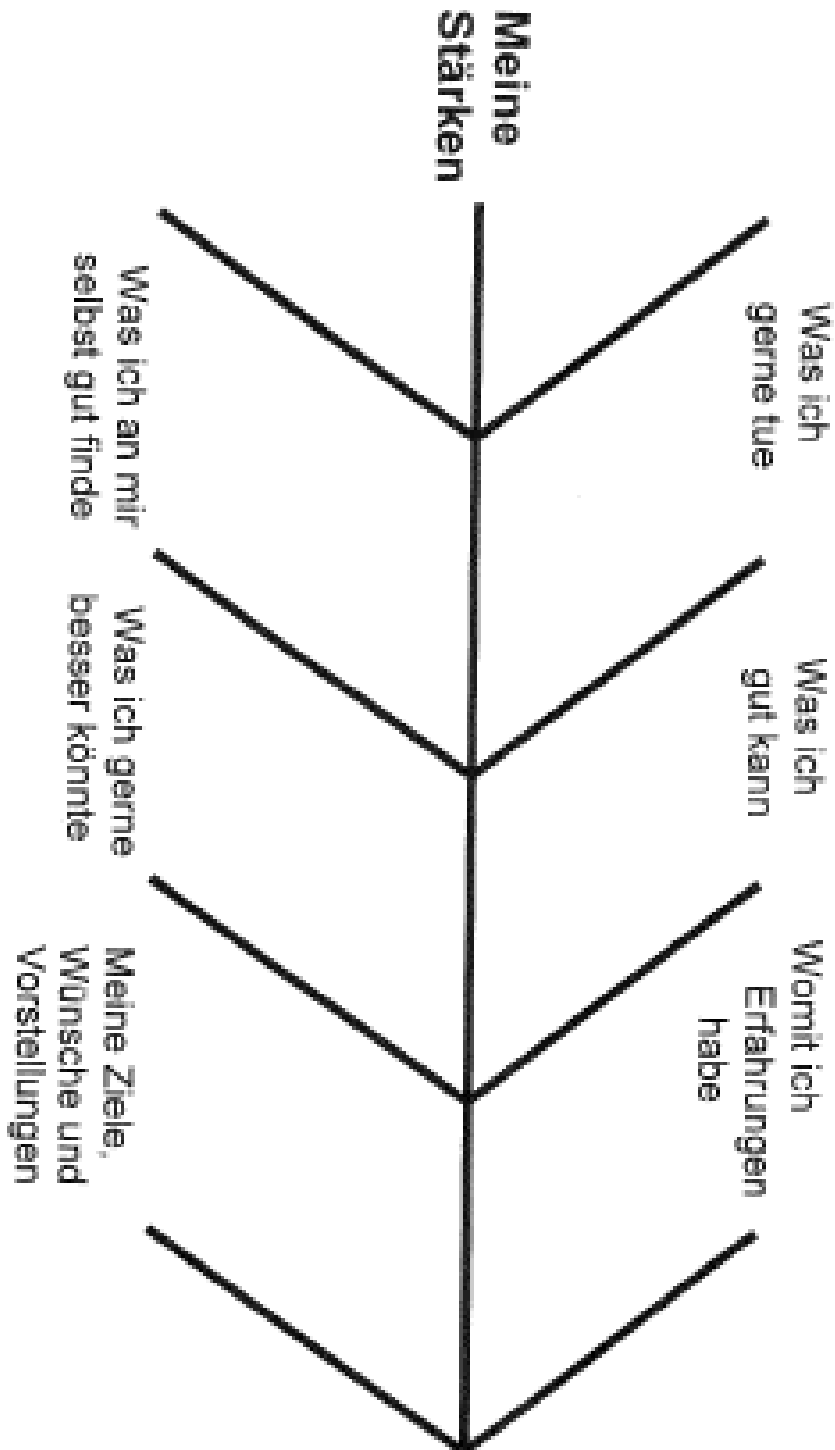 Meine
Stärken
Was ich
gerne tue
Was ich
gut kann
Womit ich
Erfahrungen
habe
Was ich an mir
selbst gut finde
Was ich gerne
besser könnte
Meine Ziele,
Wünsche und
Vorstellungen